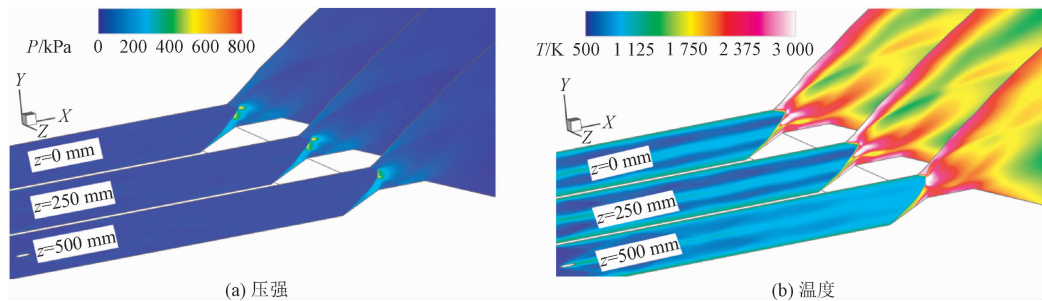 P/kPa
0 200 400 600 800
Y
X
Z
z=0 mm
z=250 mm
z=500 mm
(a) 压强
T/K
500 1 125 1 750 2 375 3 000
Y
X
Z
z=0 mm
z=250 mm
z=500 mm
(b) 温度